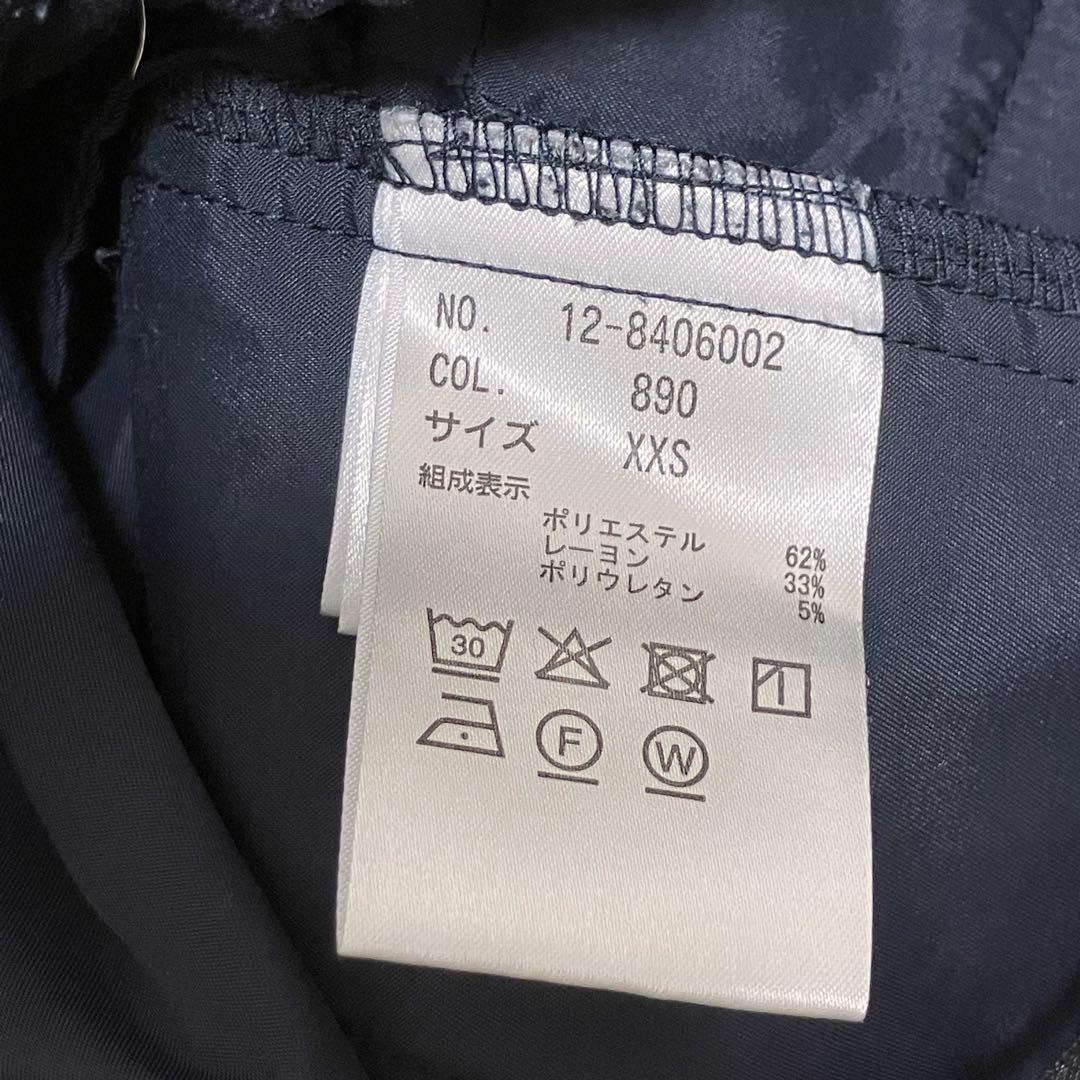 NO. 12-8406002
COL. 890
サイズ XXS
組成表示
ポリエステル 62%
レーヨン 33%
ポリウレタン 5%
30
F W